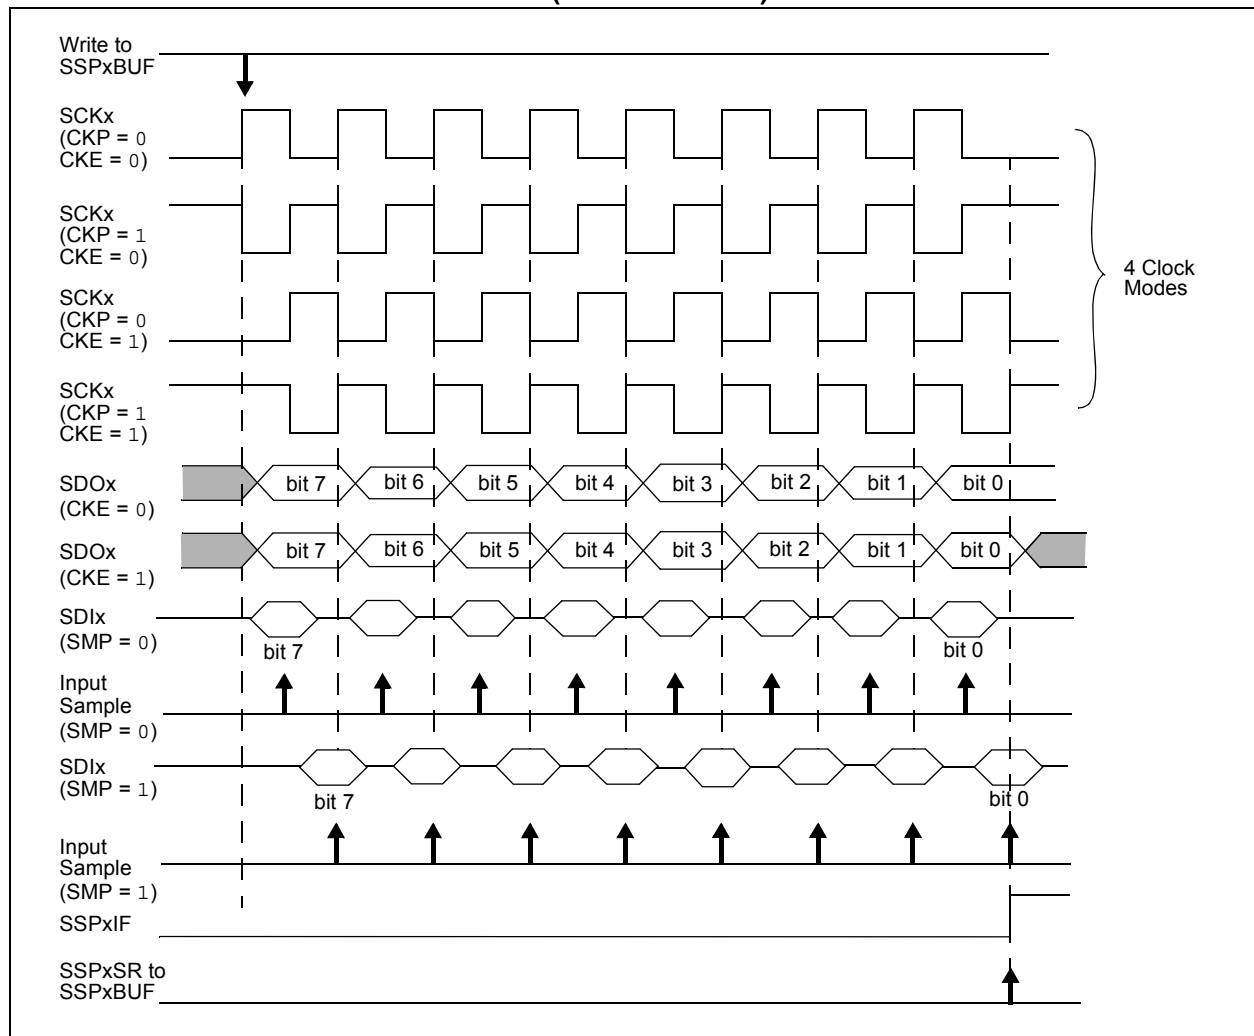 Write to
SSPxBUF
SCKx
(CKP = 0
CKE = 0)
SCKx
(CKP = 1
CKE = 0)
4 Clock
Modes
SCKx
(CKP = 0
CKE = 1)
SCKx
(CKP = 1
CKE = 1)
SDOx
(CKE = 0)
bit 7 bit 6 bit 5 bit 4 bit 3 bit 2 bit 1 bit 0
SDOx
(CKE = 1)
bit 7 bit 6 bit 5 bit 4 bit 3 bit 2 bit 1 bit 0
SDIx
(SMP = 0)
bit 7 bit 0
Input
Sample
(SMP = 0)
SDIx
(SMP = 1)
bit 7 bit 0
Input
Sample
(SMP = 1)
SSPxIF
SSPxSR to
SSPxBUF